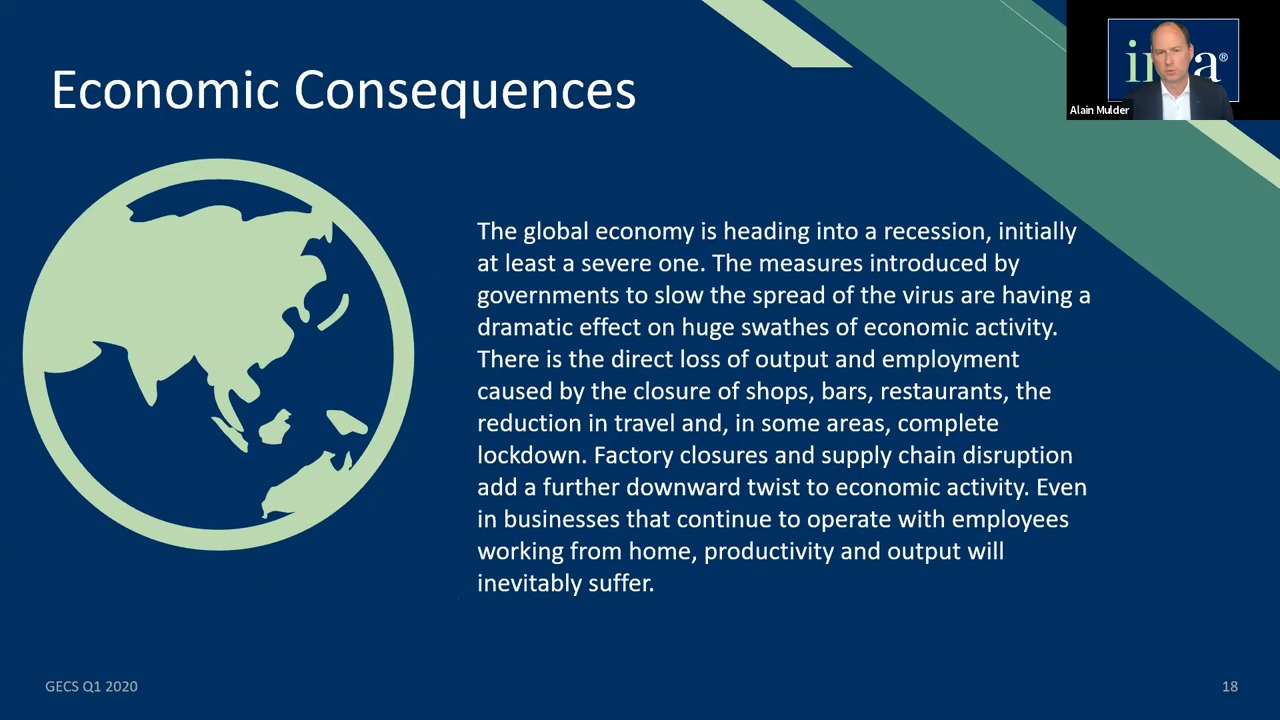 Economic Consequences
Alain Mulder
The global economy is heading into a recession, initially
at least a severe one. The measures introduced by
governments to slow the spread of the virus are having a
dramatic effect on huge swathes of economic activity.
There is the direct loss of output and employment
caused by the closure of shops, bars, restaurants, the
reduction in travel and, in some areas, complete
lockdown. Factory closures and supply chain disruption
add a further downward twist to economic activity. Even
in businesses that continue to operate with employees
working from home, productivity and output will
inevitably suffer.
GECS Q1 2020
18